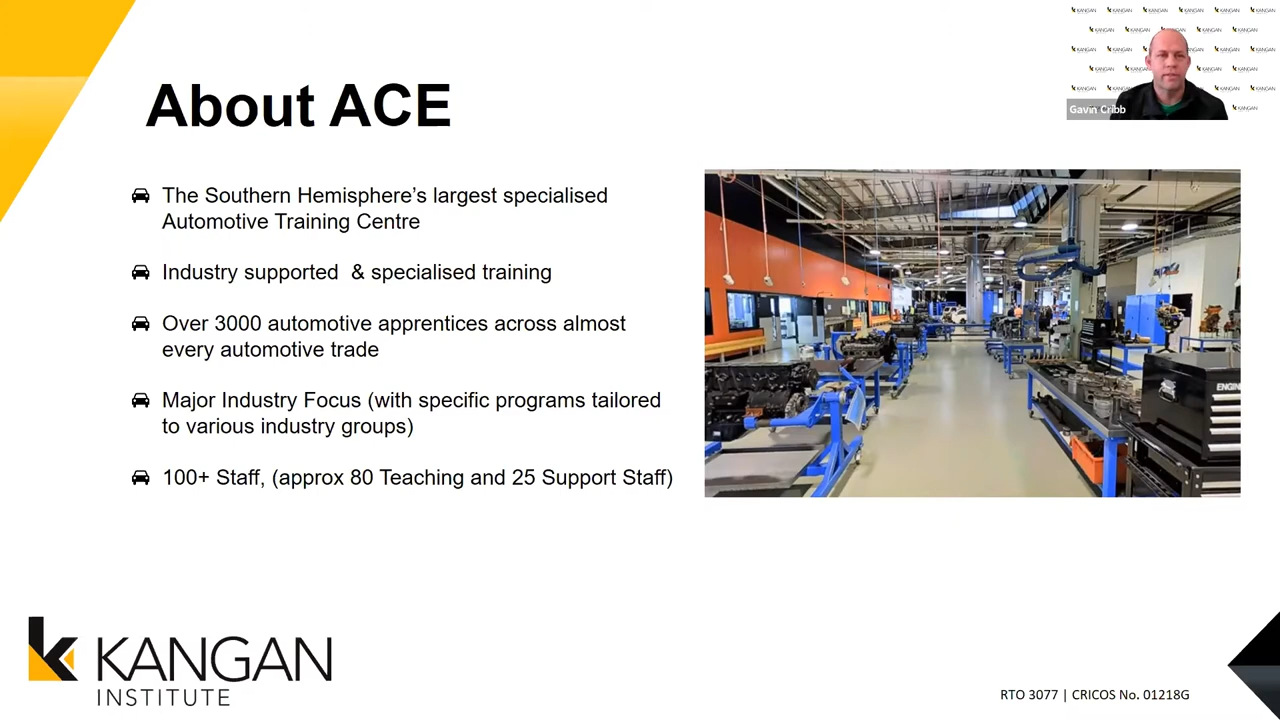 About ACE
The Southern Hemisphere’s largest specialised
Automotive Training Centre
Industry supported  & specialised training
Over 3000 automotive apprentices across almost
every automotive trade
Major Industry Focus (with specific programs tailored
to various industry groups)
100+ Staff, (approx 80 Teaching and 25 Support Staff)
KANGAN
Gavin Cribb
ENGIN
KANGAN
INSTITUTE
RTO 3077 | CRICOS No. 01218G